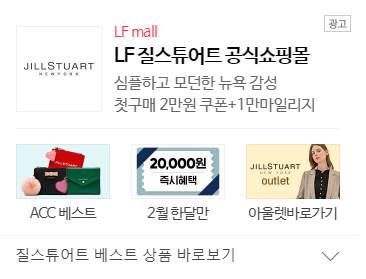 광고
LF mall
JILLSTUART
NEWYORK
LF 질스튜어트 공식쇼핑몰
심플하고 모던한 뉴욕 감성
첫구매 2만원 쿠폰+1만마일리지
20,000원
즉시혜택
JILLSTUART
NEW YORK
outlet
ACC 베스트
2월 한달만
아울렛바로가기
질스튜어트 베스트 상품 바로보기